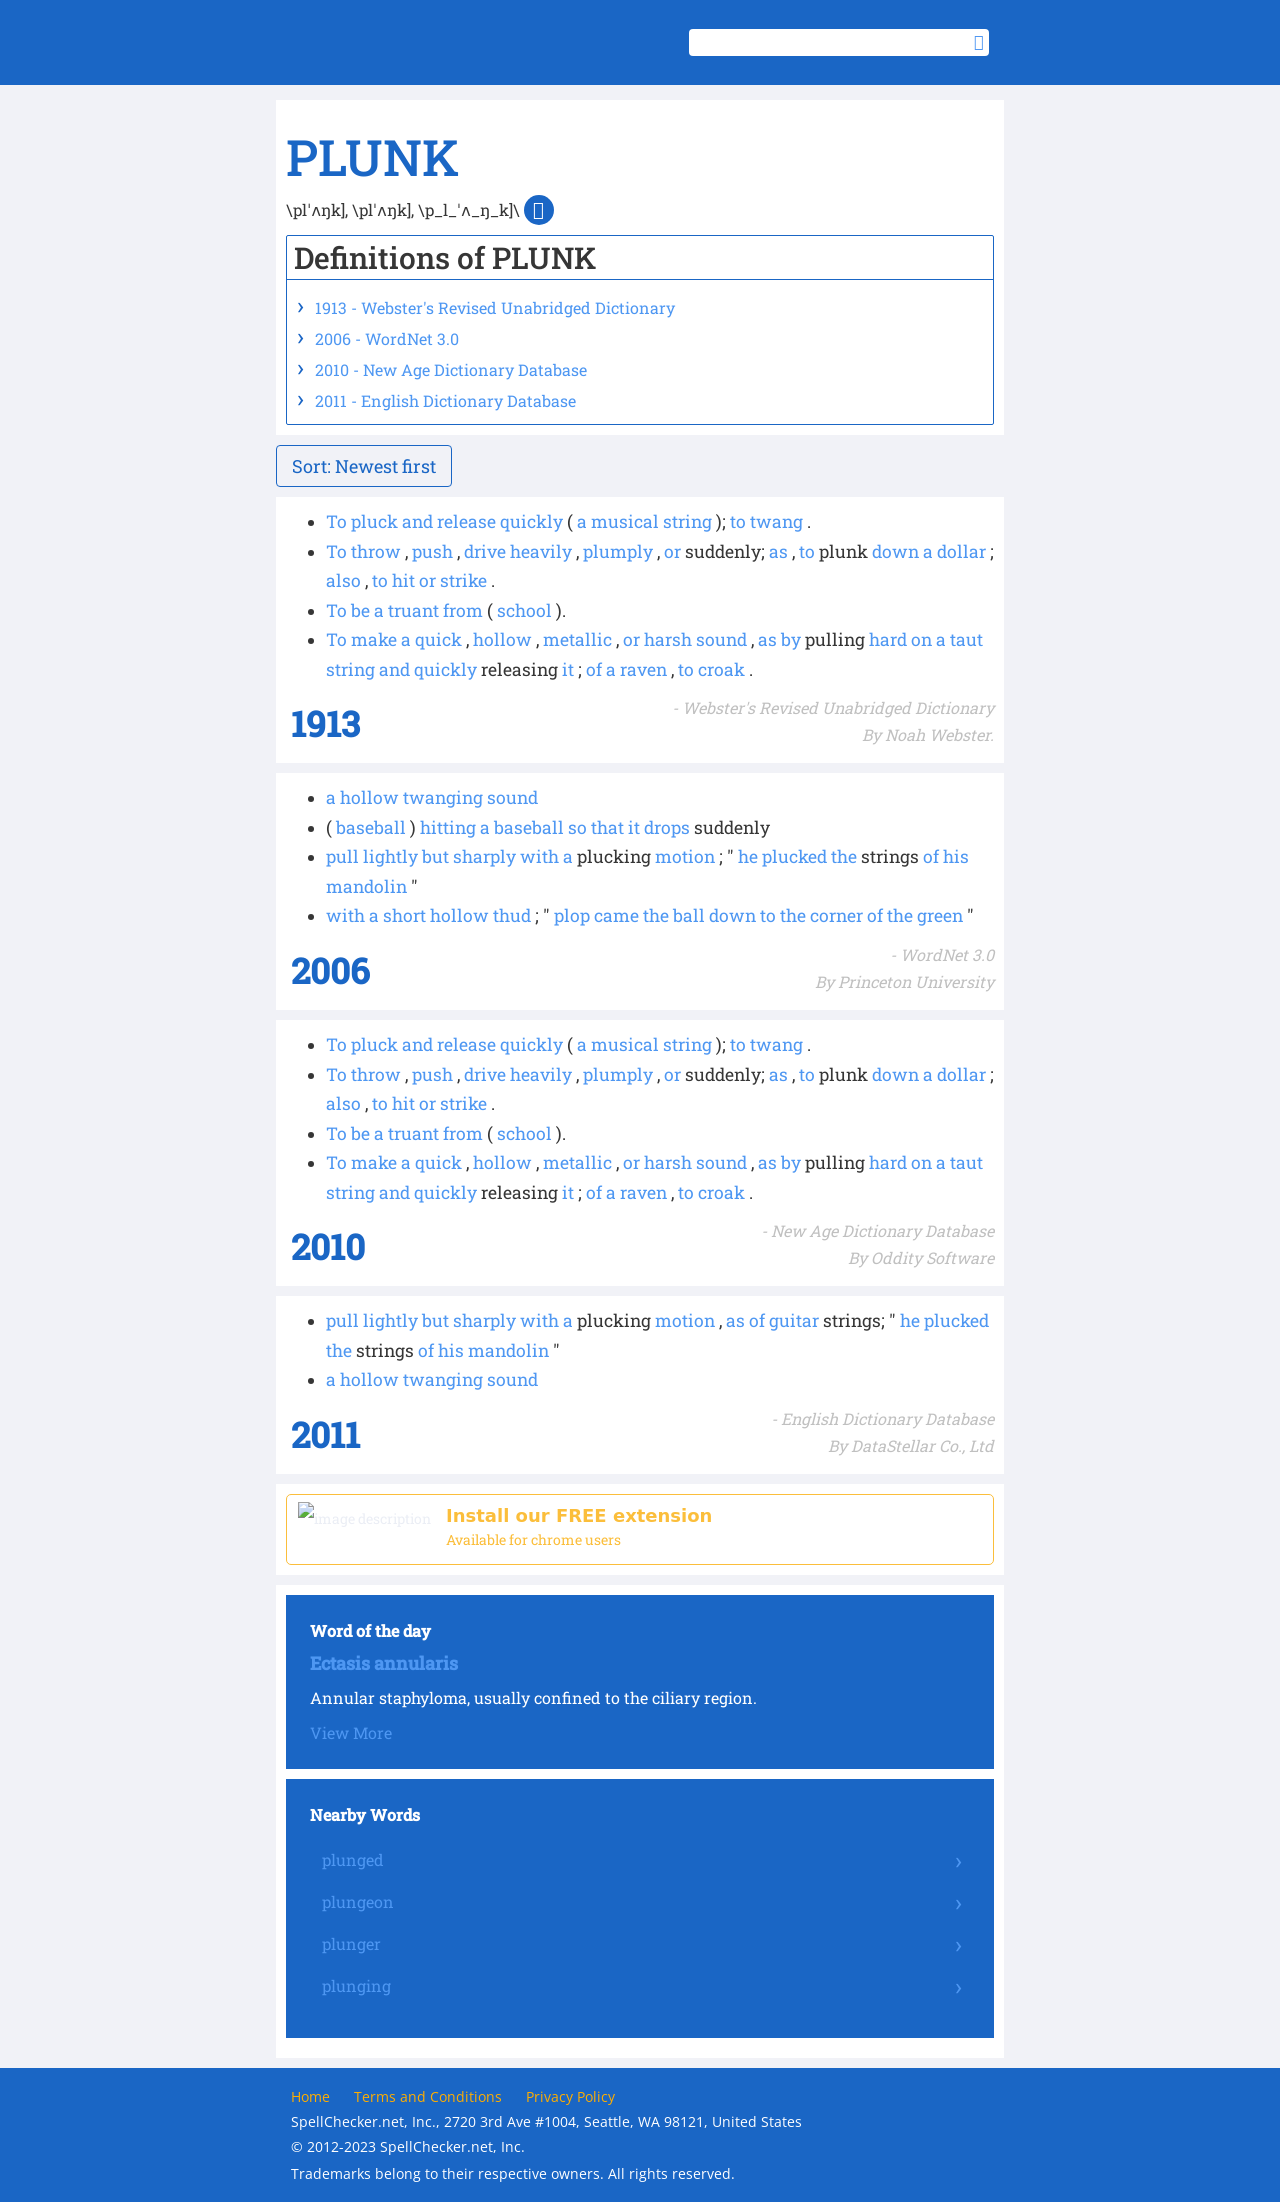 PLUNK
\plˈʌŋk], \plˈʌŋk], \p_l_ˈʌ_ŋ_k]\
Definitions of PLUNK
› 1913 - Webster's Revised Unabridged Dictionary
› 2006 - WordNet 3.0
› 2010 - New Age Dictionary Database
› 2011 - English Dictionary Database
Sort: Newest first
• To pluck and release quickly ( a musical string ); to twang .
• To throw , push , drive heavily , plumply , or suddenly; as , to plunk down a dollar ;
also , to hit or strike .
• To be a truant from ( school ).
• To make a quick , hollow , metallic , or harsh sound , as by pulling hard on a taut
string and quickly releasing it ; of a raven , to croak .
1913
- Webster's Revised Unabridged Dictionary
By Noah Webster.
• a hollow twanging sound
• ( baseball ) hitting a baseball so that it drops suddenly
• pull lightly but sharply with a plucking motion ; " he plucked the strings of his
mandolin "
• with a short hollow thud ; " plop came the ball down to the corner of the green "
2006
- WordNet 3.0
By Princeton University
• To pluck and release quickly ( a musical string ); to twang .
• To throw , push , drive heavily , plumply , or suddenly; as , to plunk down a dollar ;
also , to hit or strike .
• To be a truant from ( school ).
• To make a quick , hollow , metallic , or harsh sound , as by pulling hard on a taut
string and quickly releasing it ; of a raven , to croak .
2010
- New Age Dictionary Database
By Oddity Software
• pull lightly but sharply with a plucking motion , as of guitar strings; " he plucked
the strings of his mandolin "
• a hollow twanging sound
2011
- English Dictionary Database
By DataStellar Co., Ltd
image description
Install our FREE extension
Available for chrome users
Word of the day
Ectasis annularis
Annular staphyloma, usually confined to the ciliary region.
View More
Nearby Words
plunged ›
plungeon ›
plunger ›
plunging ›
Home Terms and Conditions Privacy Policy
SpellChecker.net, Inc., 2720 3rd Ave #1004, Seattle, WA 98121, United States
© 2012-2023 SpellChecker.net, Inc.
Trademarks belong to their respective owners. All rights reserved.